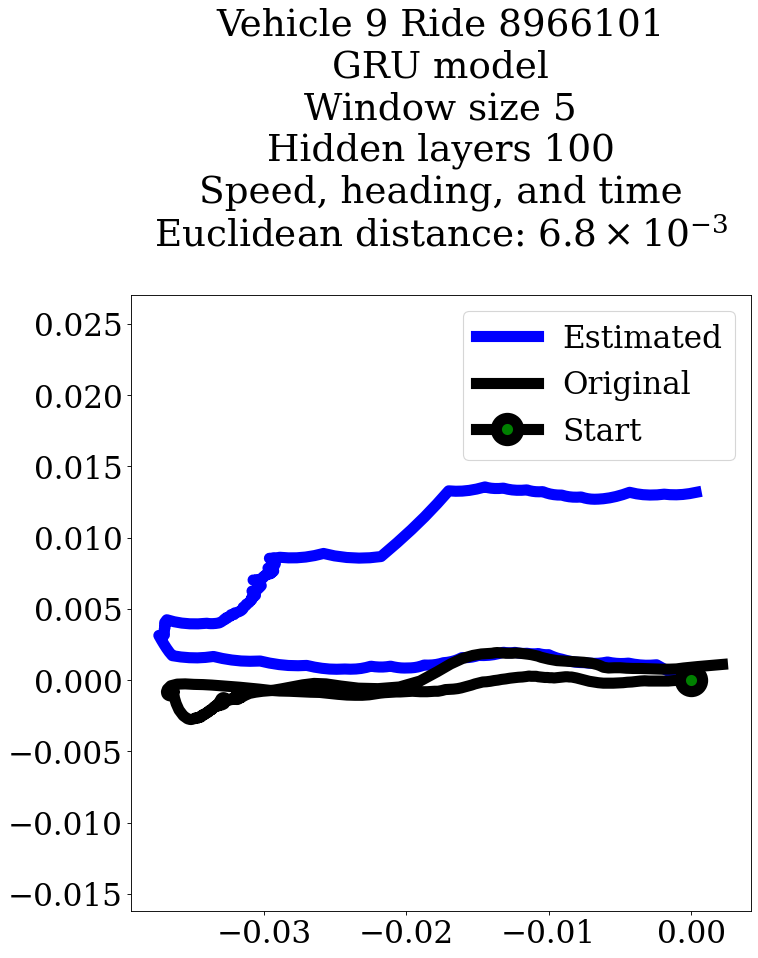 Vehicle 9 Ride 8966101
GRU model
Window size 5
Hidden layers 100
Speed, heading, and time
Euclidean distance: 6.8 × 10⁻³
Estimated
Original
Start
0.025
0.020
0.015
0.010
0.005
0.000
−0.005
−0.010
−0.015
−0.03 −0.02 −0.01 0.00